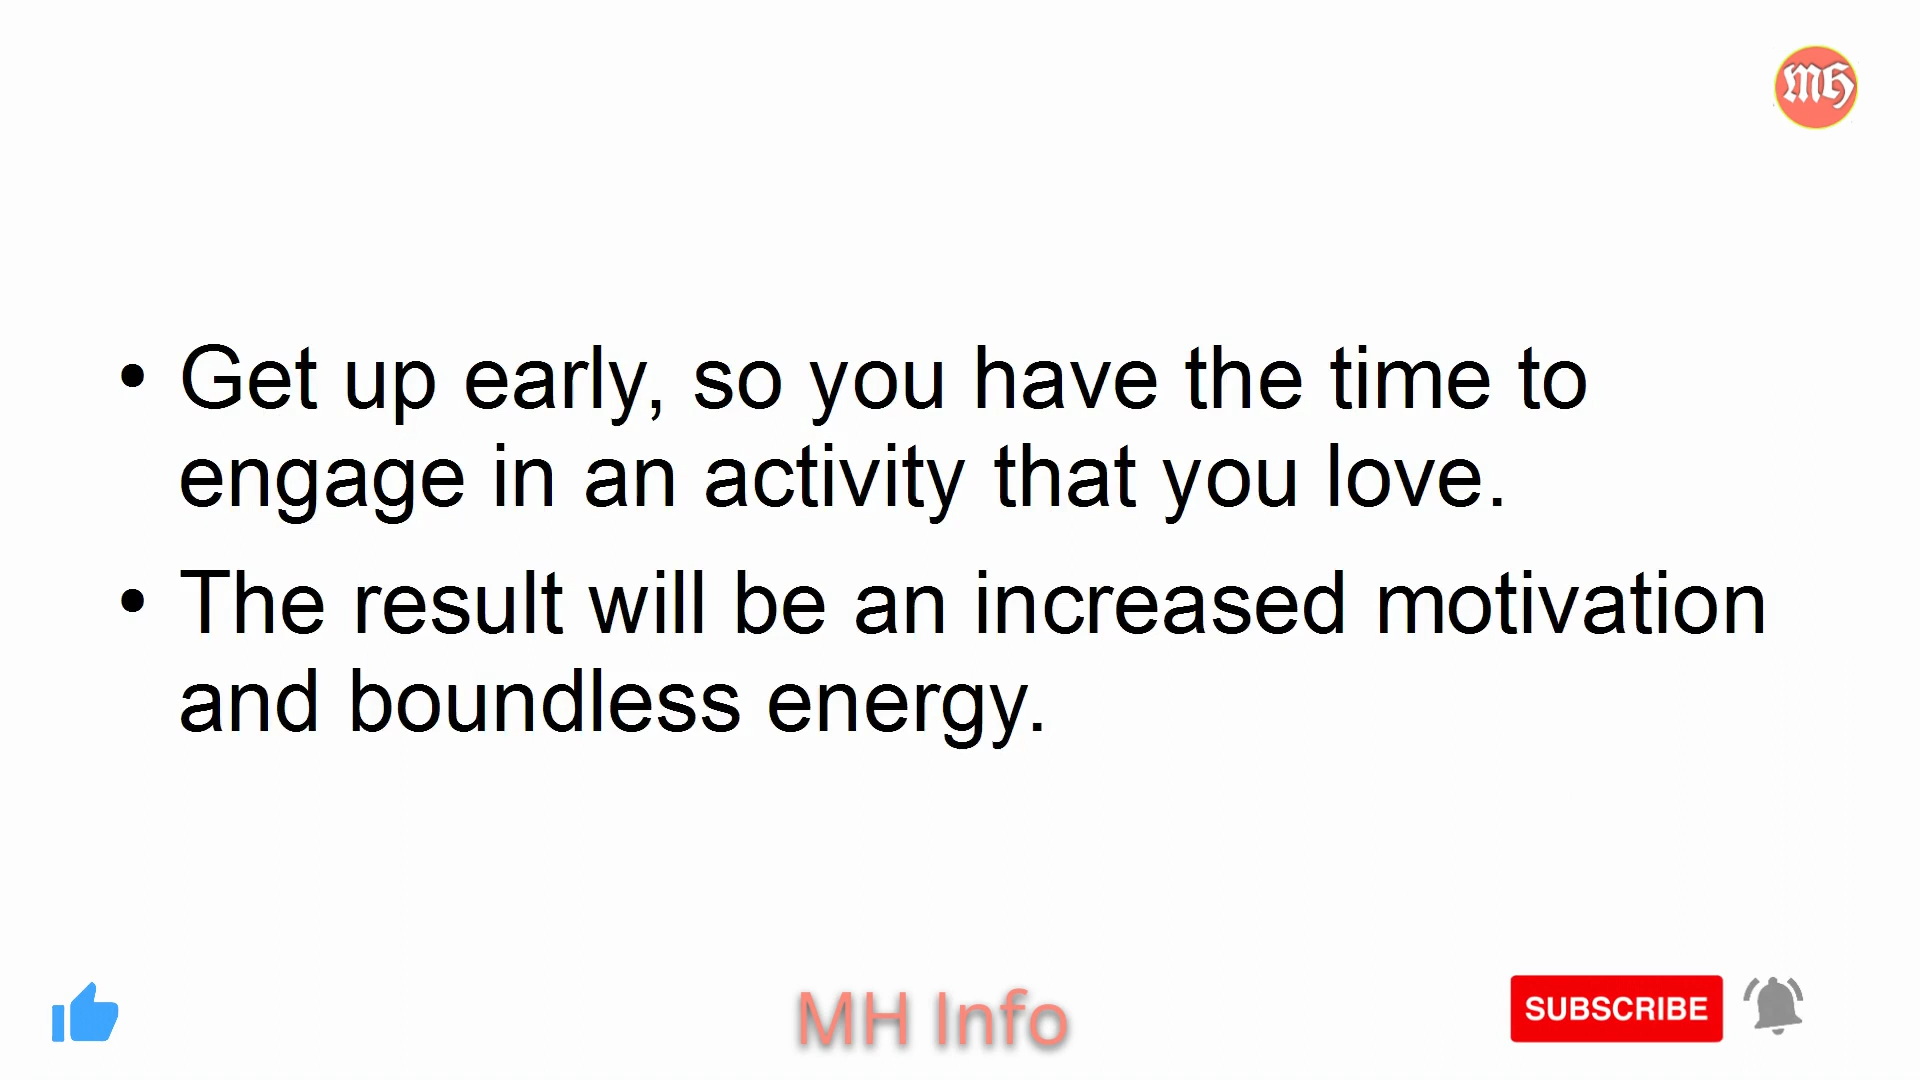 MH
• Get up early, so you have the time to
engage in an activity that you love.
• The result will be an increased motivation
and boundless energy.
MH Info
SUBSCRIBE